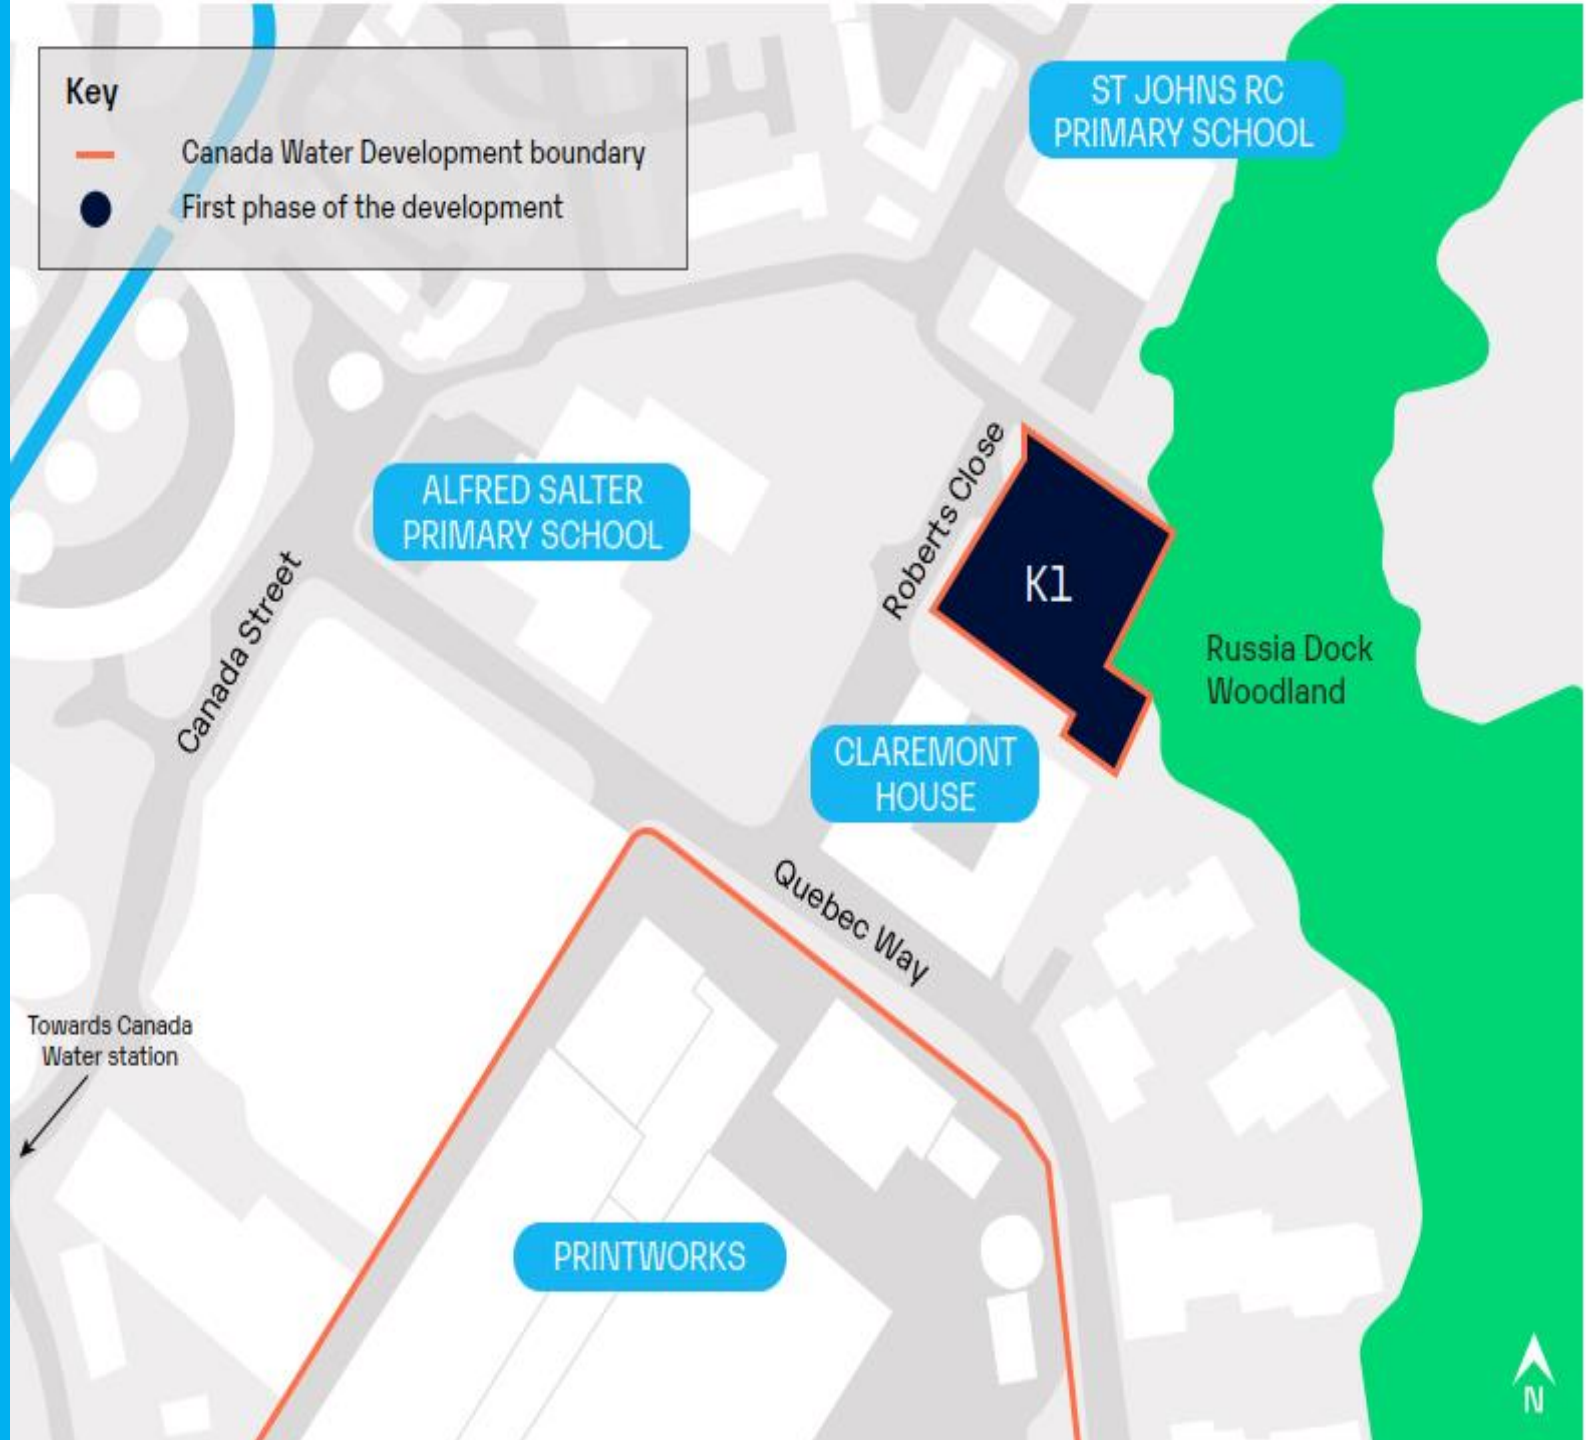 Key
Canada Water Development boundary
First phase of the development
ST JOHNS RC
PRIMARY SCHOOL
ALFRED SALTER
PRIMARY SCHOOL
Roberts Close
K1
Canada Street
Russia Dock
Woodland
CLAREMONT
HOUSE
Quebec Way
Towards Canada
Water station
PRINTWORKS
N